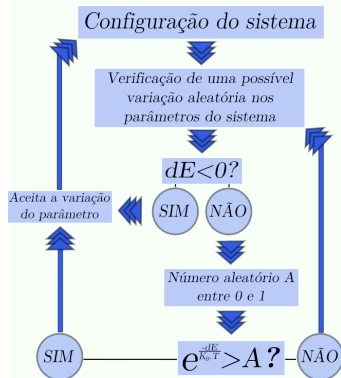 Configuração do sistema
Verificação de uma possível
variação aleatória nos
parâmetros do sistema
dE<0?
Aceita a variação
do parâmetro
SIM
NÃO
Número aleatório A
entre 0 e 1
SIM
e^(-dE/K₀.T)>A?
NÃO